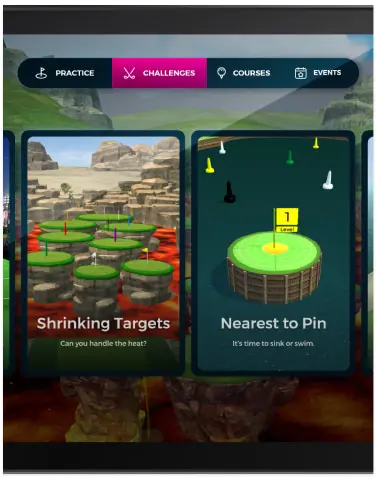 PRACTICE
CHALLENGES
COURSES
EVENTS
1
Level
Shrinking Targets
Nearest to Pin
Can you handle the heat?
It's time to sink or swim.